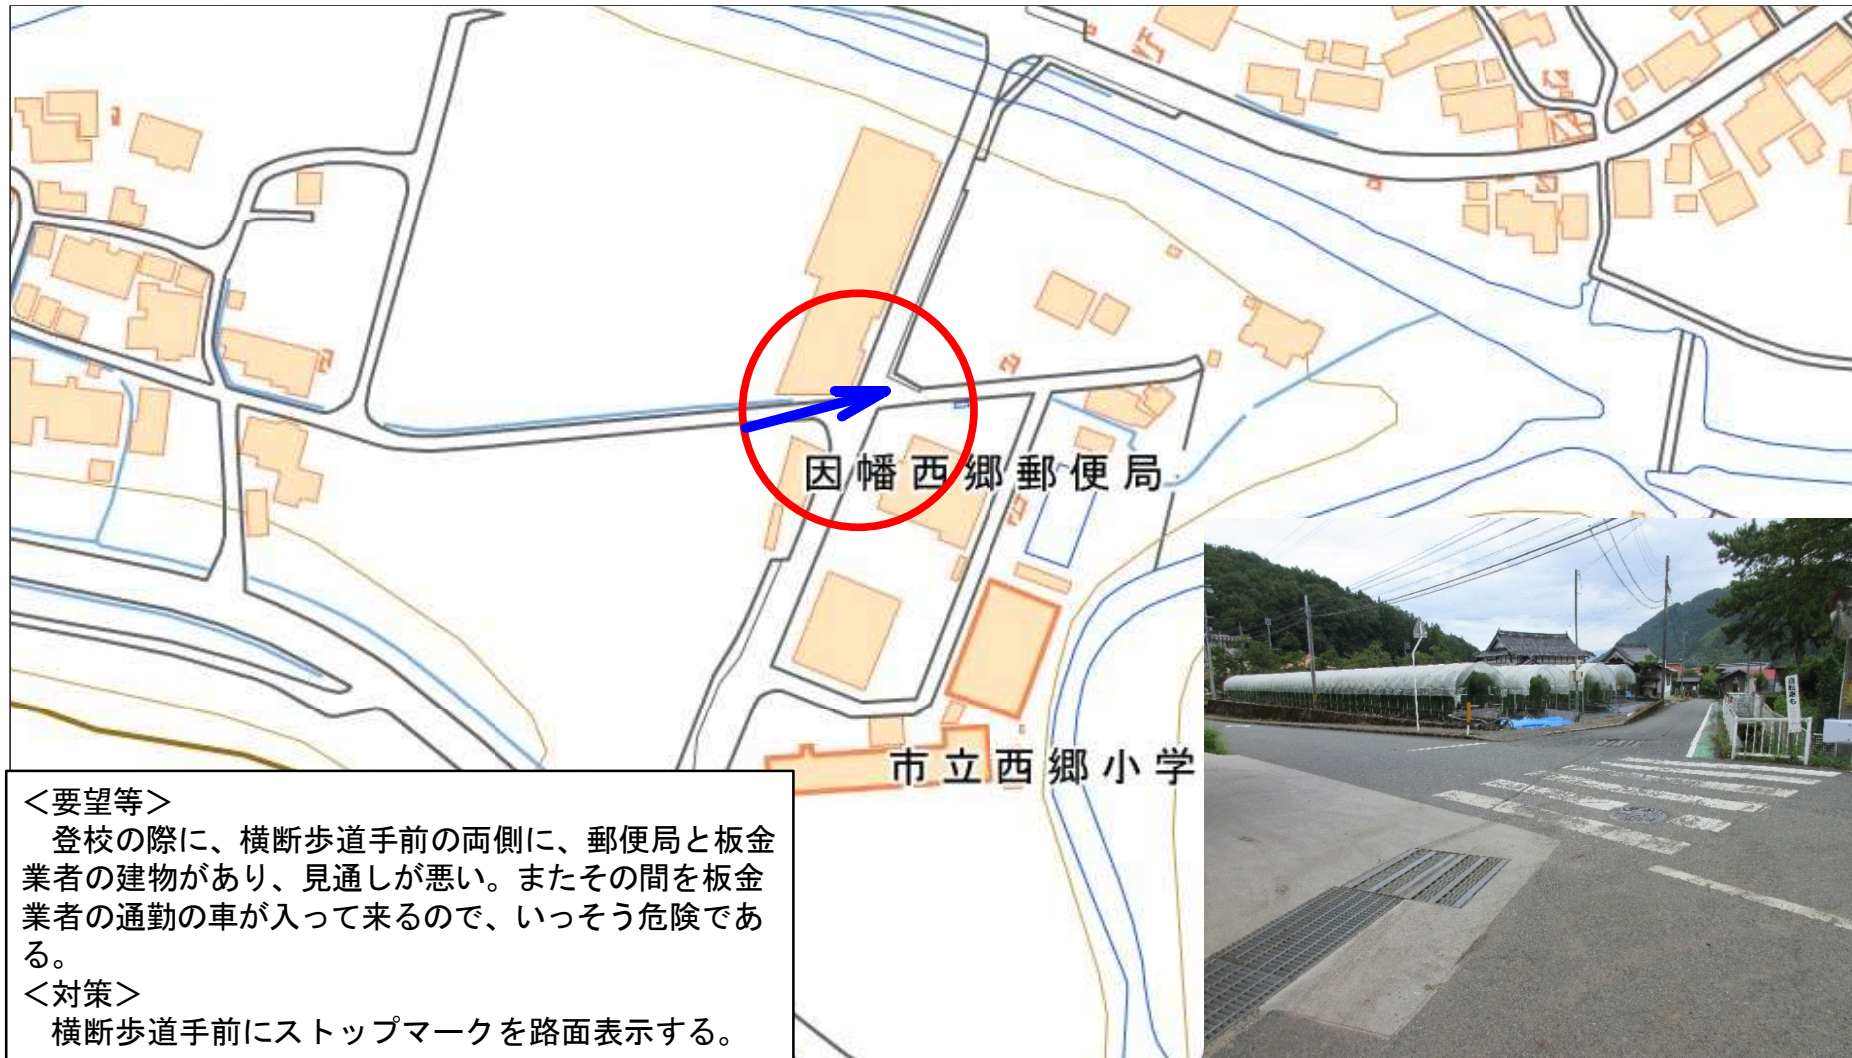 因幡西郷郵便局
市立西郷小学
＜要望等＞
　登校の際に、横断歩道手前の両側に、郵便局と板金
業者の建物があり、見通しが悪い。またその間を板金
業者の通勤の車が入って来るので、いっそう危険であ
る。
＜対策＞
　横断歩道手前にストップマークを路面表示する。